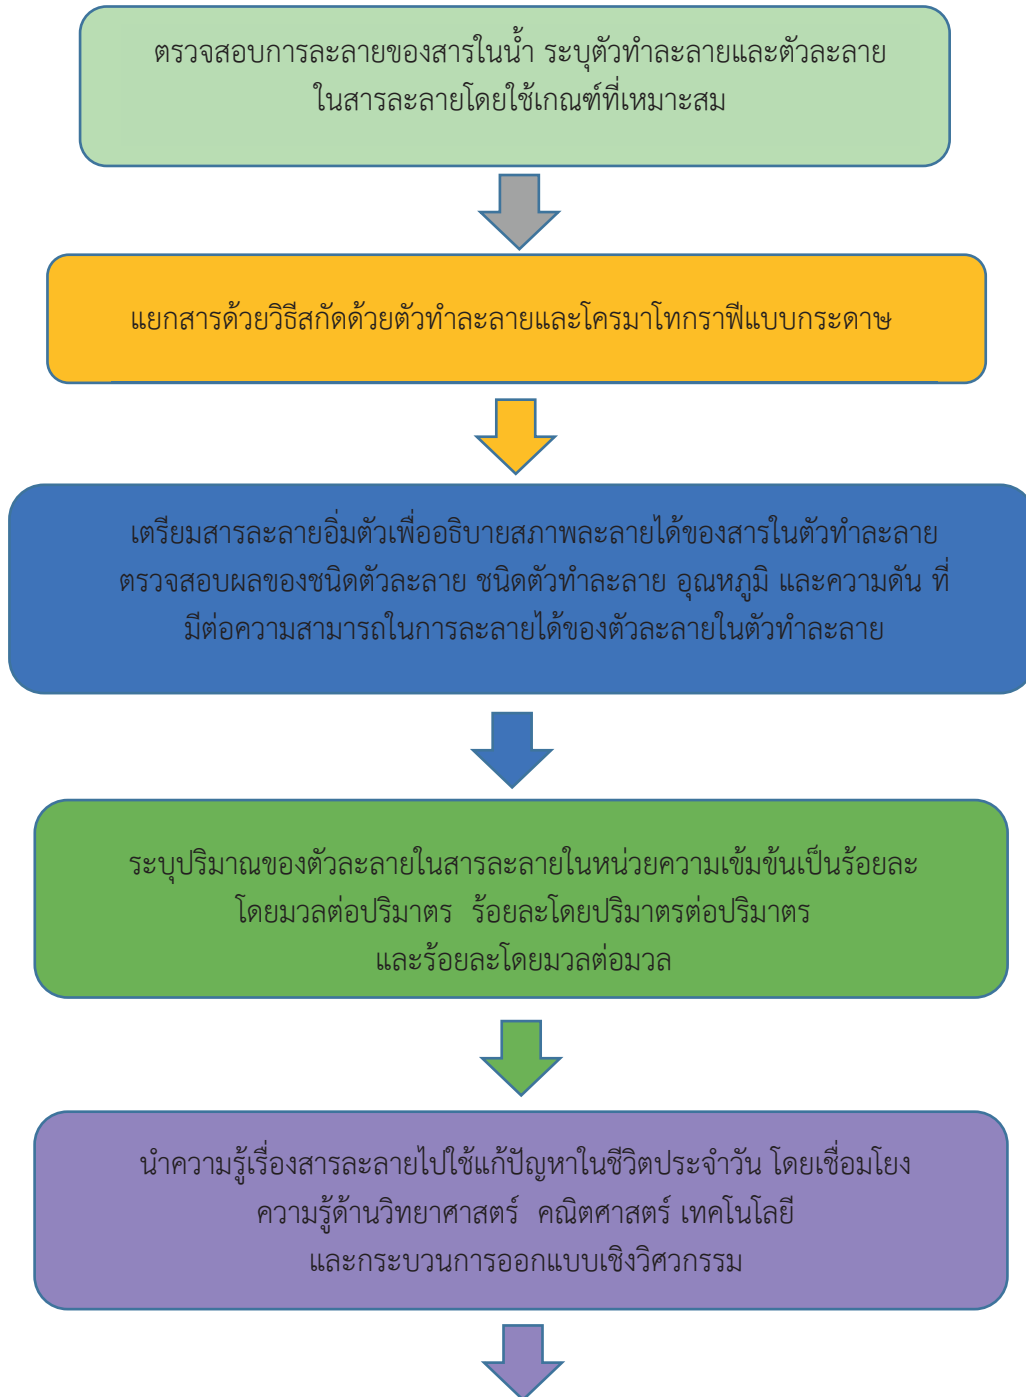 ตรวจสอบการละลายของสารในน้ำ ระบุตัวทำละลายและตัวละลาย
ในสารละลายโดยใช้เกณฑ์ที่เหมาะสม
แยกสารด้วยวิธีสกัดด้วยตัวทำละลายและโครมาโทกราฟีแบบกระดาษ
เตรียมสารละลายอิ่มตัวเพื่ออธิบายสภาพละลายได้ของสารในตัวทำละลาย
ตรวจสอบผลของชนิดตัวละลาย ชนิดตัวทำละลาย อุณหภูมิ และความดัน ที่
มีต่อความสามารถในการละลายได้ของตัวละลายในตัวทำละลาย
ระบุปริมาณของตัวละลายในสารละลายในหน่วยความเข้มข้นเป็นร้อยละ
โดยมวลต่อปริมาตร ร้อยละโดยปริมาตรต่อปริมาตร
และร้อยละโดยมวลต่อมวล
นำความรู้เรื่องสารละลายไปใช้แก้ปัญหาในชีวิตประจำวัน โดยเชื่อมโยง
ความรู้ด้านวิทยาศาสตร์ คณิตศาสตร์ เทคโนโลยี
และกระบวนการออกแบบเชิงวิศวกรรม